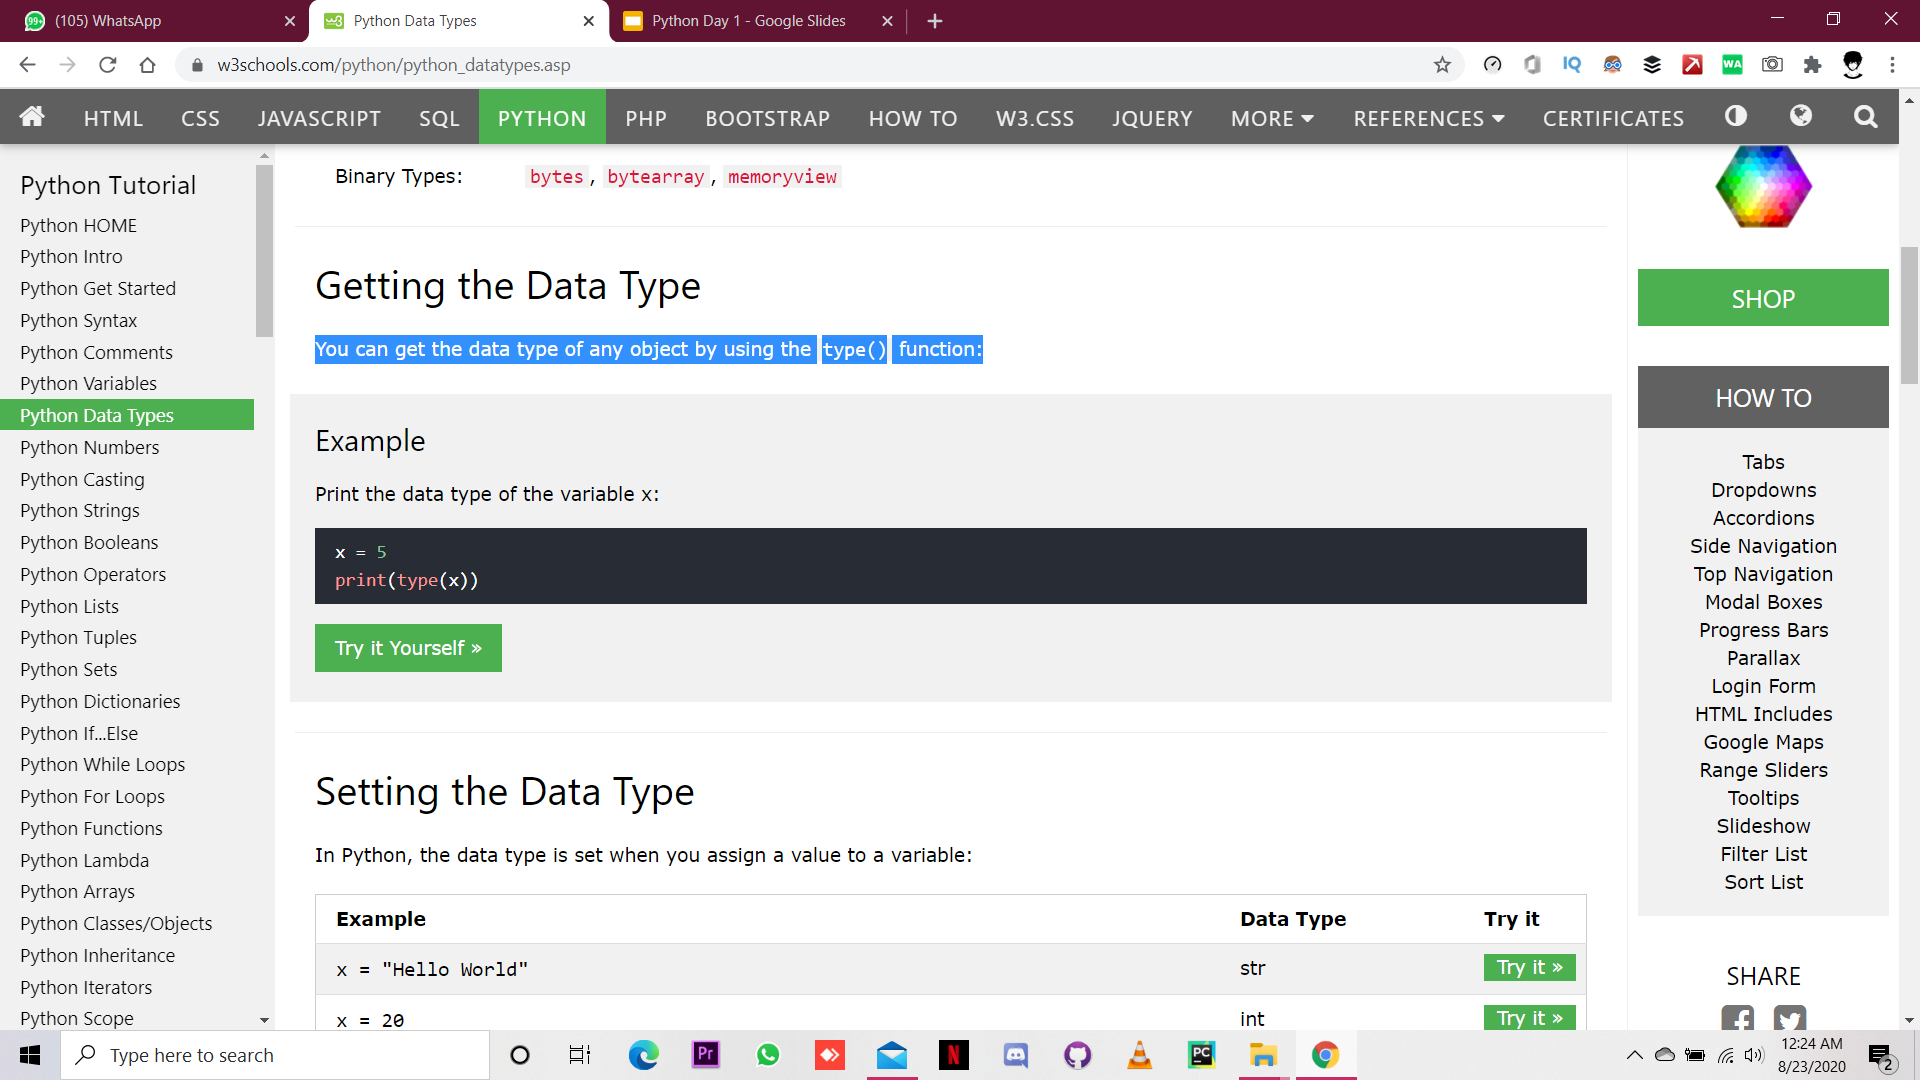 (105) WhatsApp
Python Data Types
Python Day 1 - Google Slides
w3schools.com/python/python_datatypes.asp
HTML CSS JAVASCRIPT SQL PYTHON PHP BOOTSTRAP HOW TO W3.CSS JQUERY MORE REFERENCES CERTIFICATES
Python Tutorial
Python HOME
Python Intro
Python Get Started
Python Syntax
Python Comments
Python Variables
Python Data Types
Python Numbers
Python Casting
Python Strings
Python Booleans
Python Operators
Python Lists
Python Tuples
Python Sets
Python Dictionaries
Python If...Else
Python While Loops
Python For Loops
Python Functions
Python Lambda
Python Arrays
Python Classes/Objects
Python Inheritance
Python Iterators
Python Scope
Binary Types: bytes, bytearray, memoryview
Getting the Data Type
You can get the data type of any object by using the type() function:
Example
Print the data type of the variable x:
x = 5
print(type(x))
Try it Yourself »
Setting the Data Type
In Python, the data type is set when you assign a value to a variable:
Example Data Type Try it
x = "Hello World" str Try it »
x = 20 int Try it »
SHOP
HOW TO
Tabs
Dropdowns
Accordions
Side Navigation
Top Navigation
Modal Boxes
Progress Bars
Parallax
Login Form
HTML Includes
Google Maps
Range Sliders
Tooltips
Slideshow
Filter List
Sort List
SHARE
Type here to search
12:24 AM
8/23/2020
2
99+
IQ
WA
Pr
N
PC